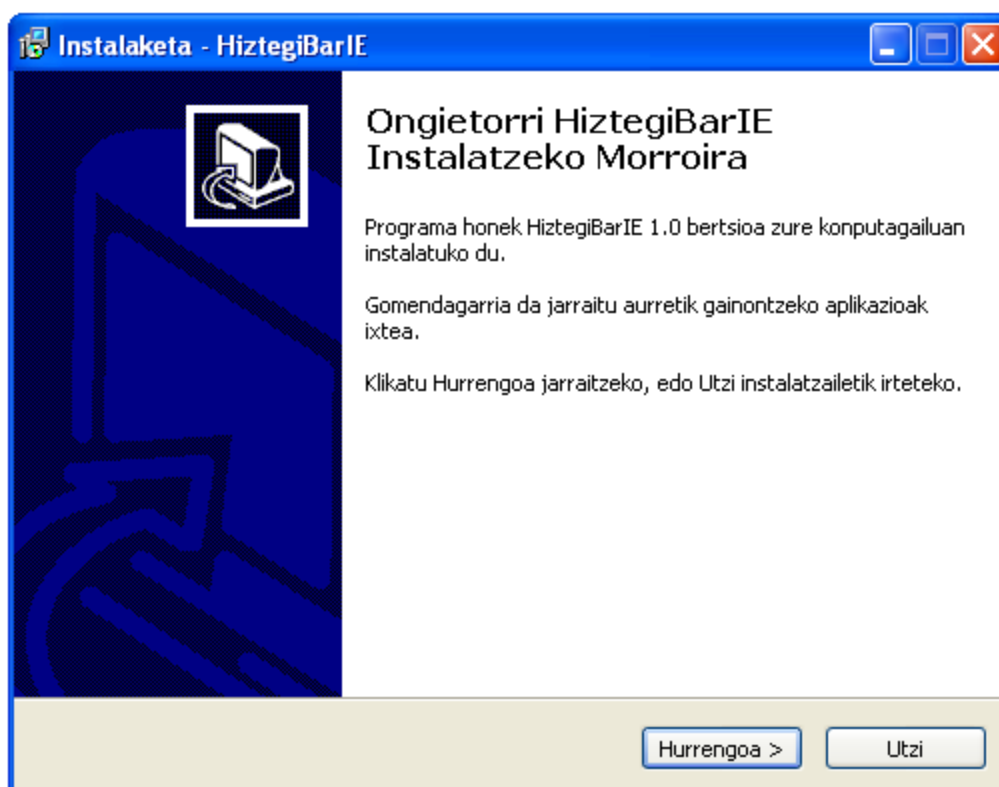 Instalaketa - HiztegiBarIE
Ongietorri HiztegiBarIE
Instalatzeko Morroira
Programa honek HiztegiBarIE 1.0 bertsioa zure konputagailuan
instalatuko du.
Gomendagarria da jarraitu aurretik gainontzeko aplikazioak
ixtea.
Klikatu Hurrengoa jarraitzeko, edo Utzi instalatzailetik irteteko.
Hurrengoa >
Utzi